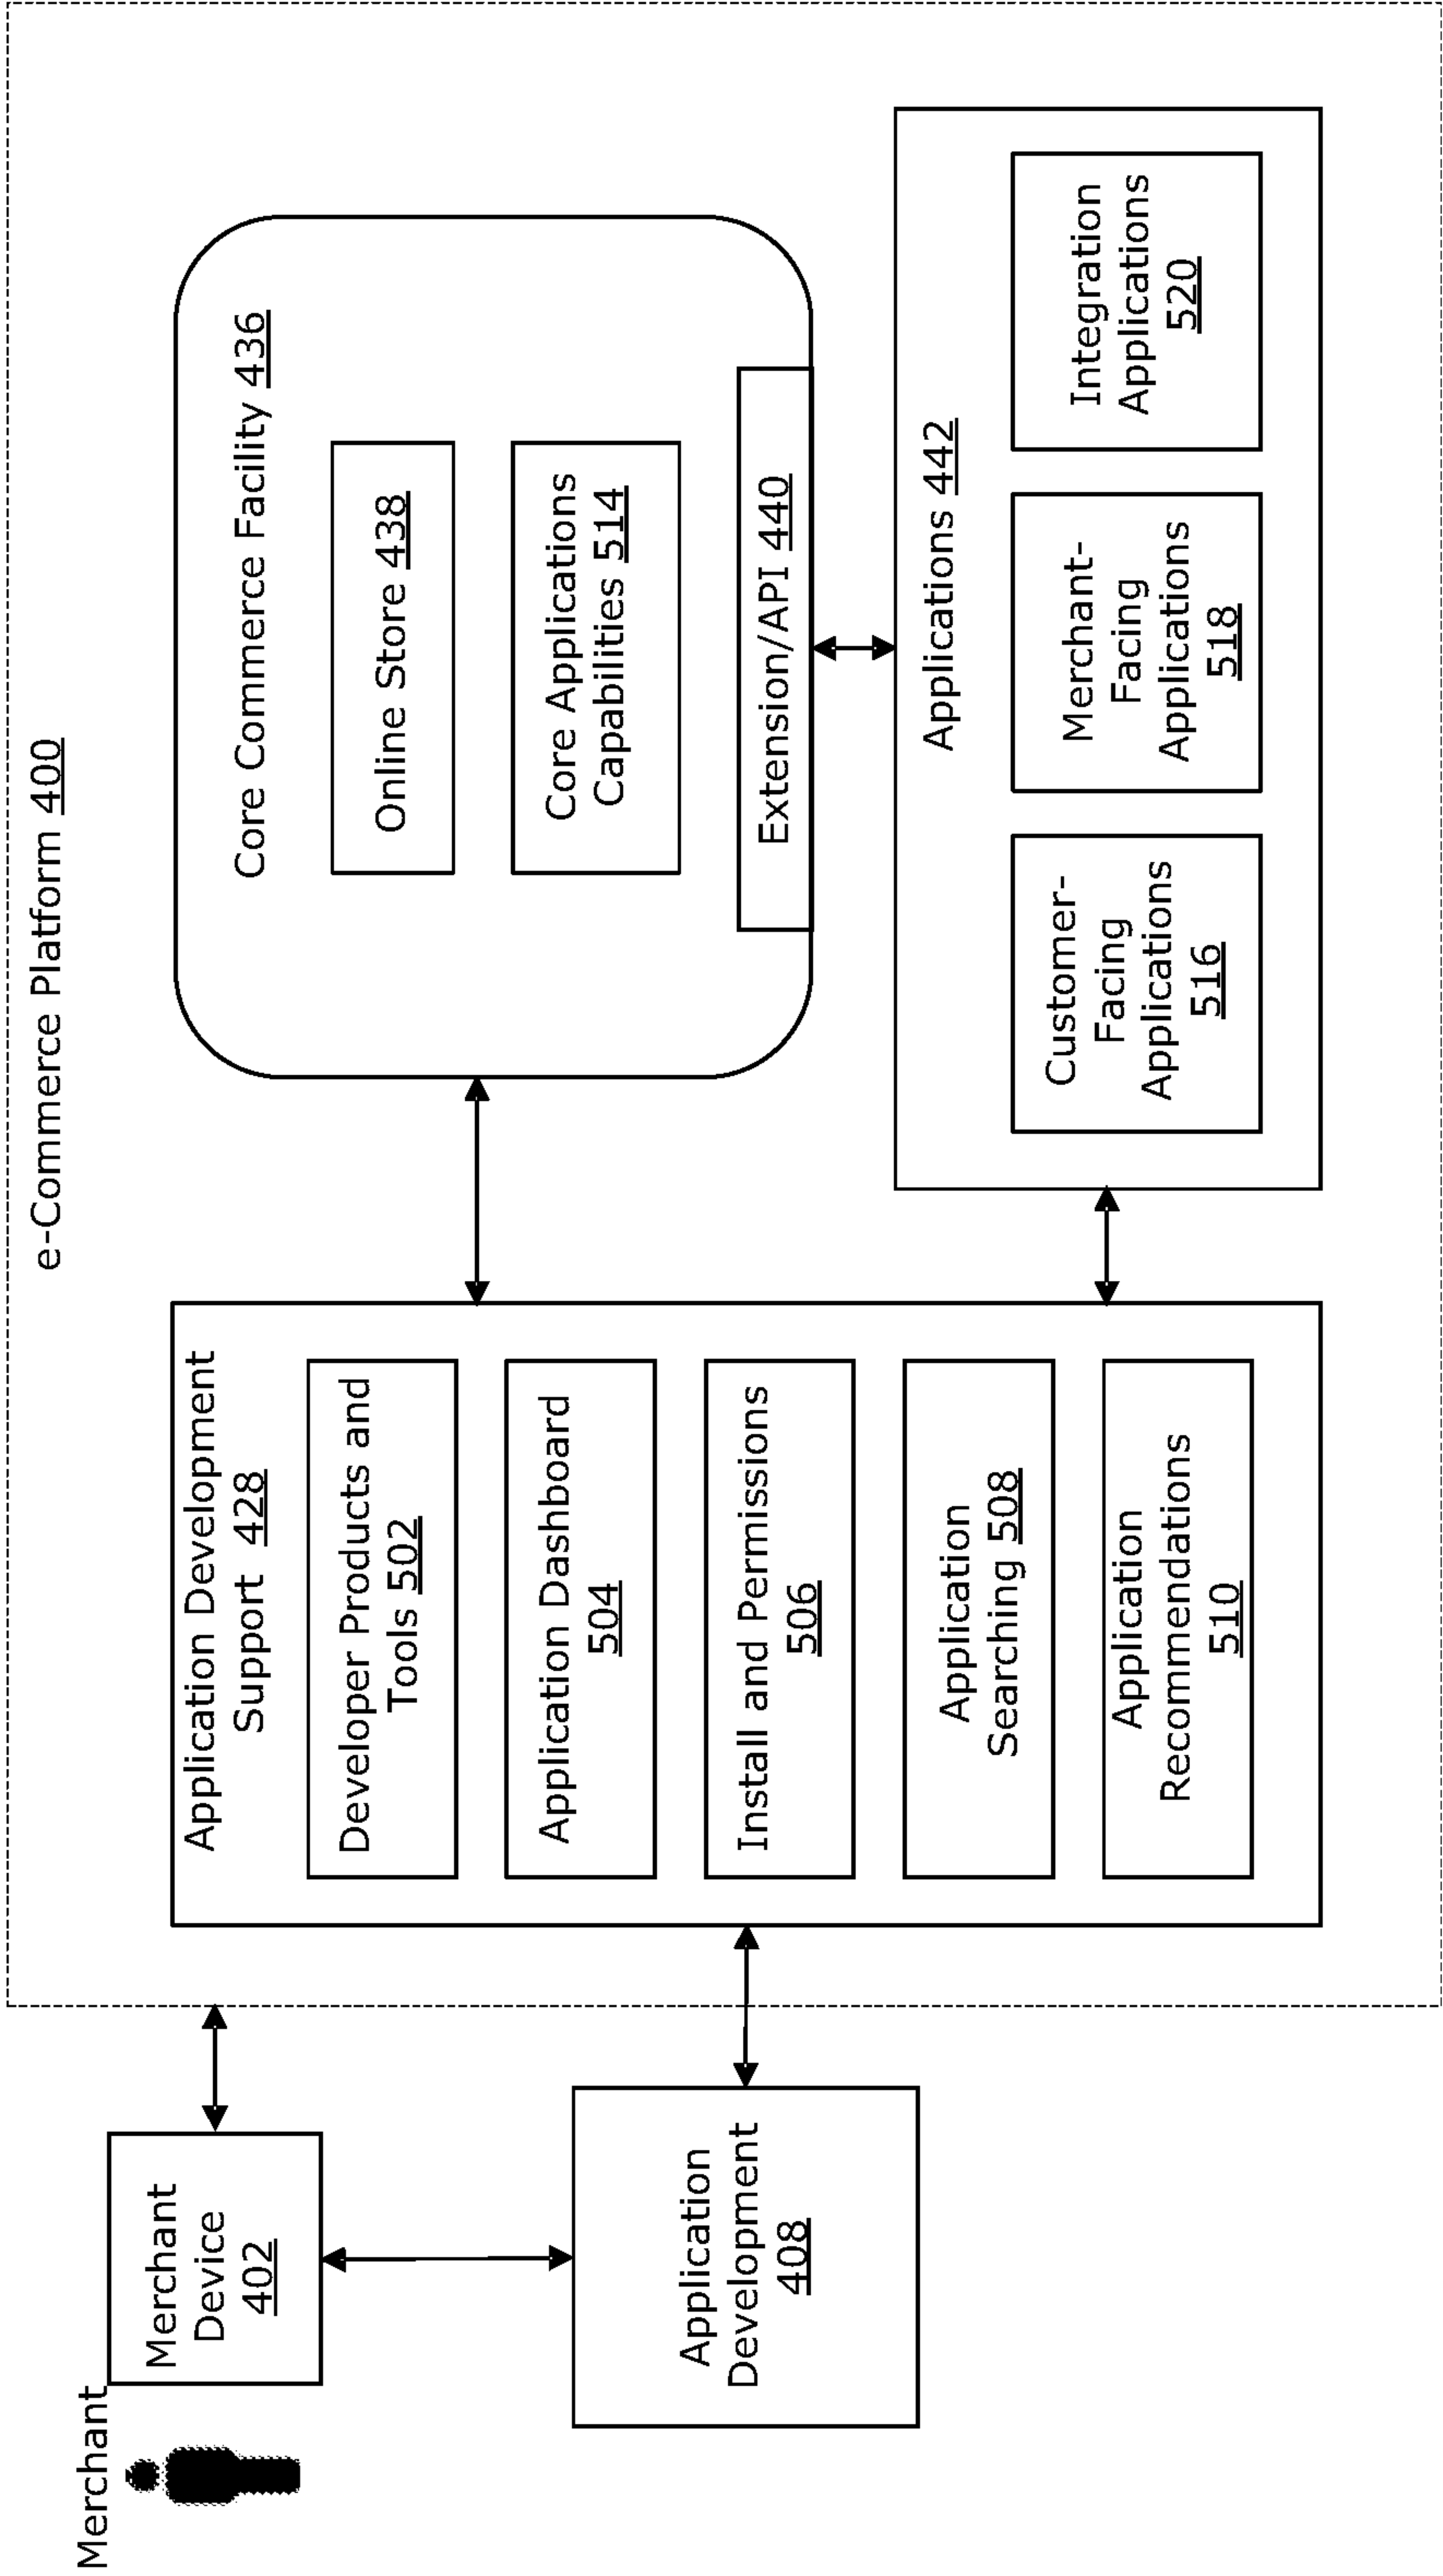 e-Commerce Platform 400
Merchant
Merchant
Device
402
Application
Development
408
Application Development
Support 428
Developer Products and
Tools 502
Application Dashboard
504
Install and Permissions
506
Application
Searching 508
Application
Recommendations
510
Core Commerce Facility 436
Online Store 438
Core Applications
Capabilities 514
Extension/API 440
Applications 442
Customer-
Facing
Applications
516
Merchant-
Facing
Applications
518
Integration
Applications
520